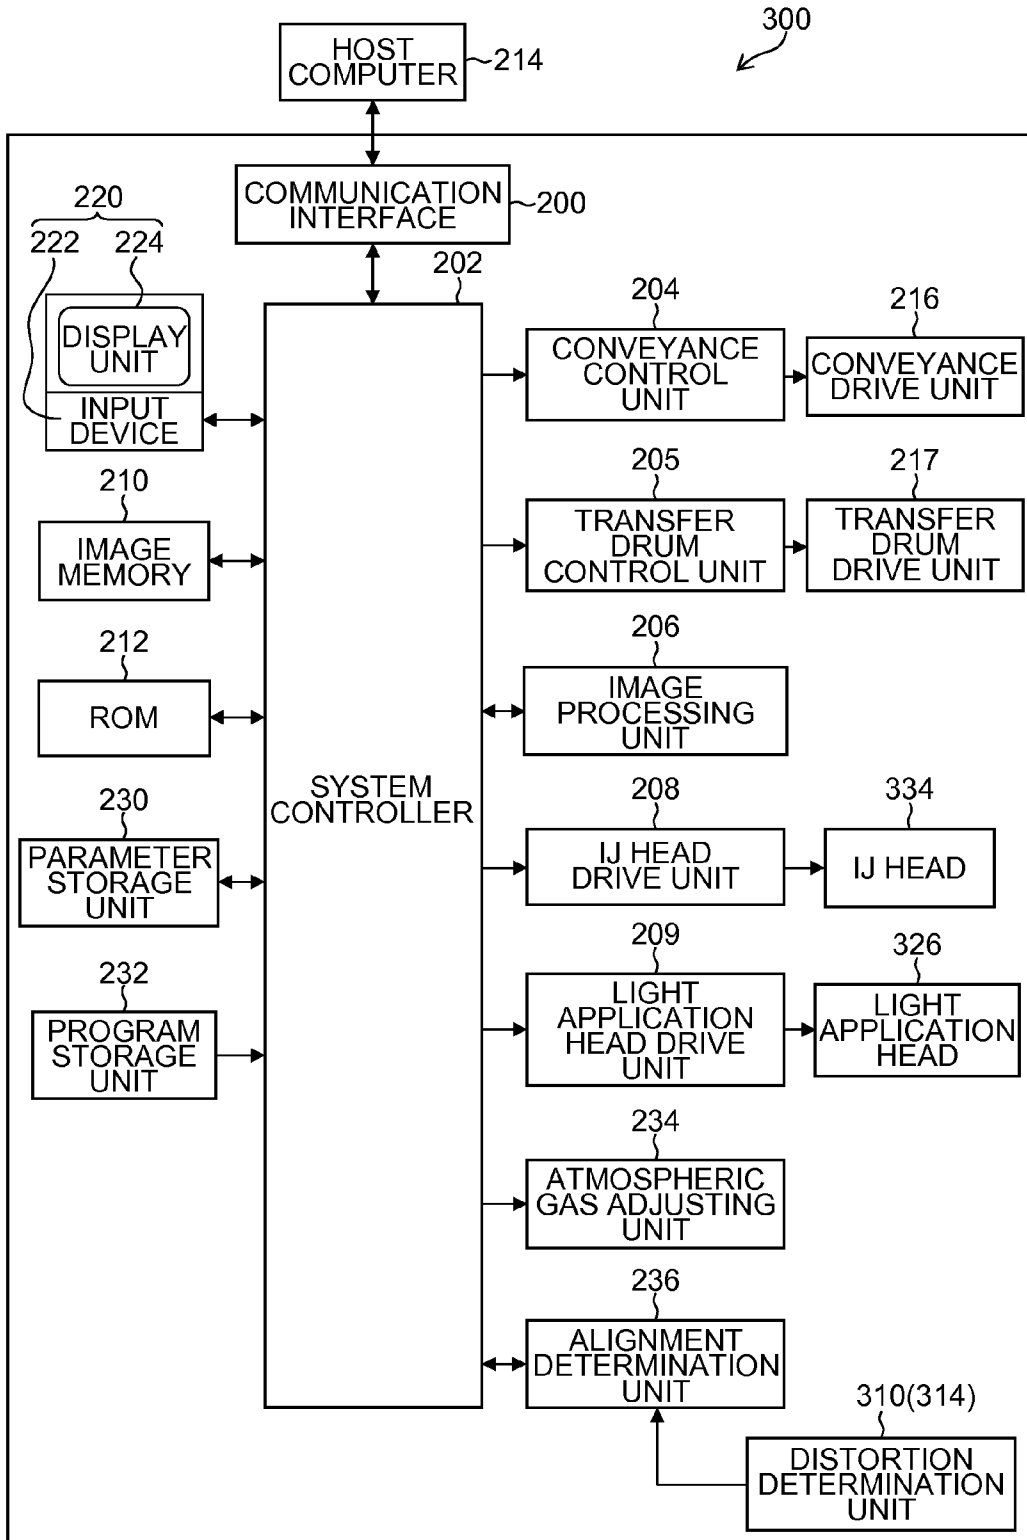 300
HOST
COMPUTER
214
COMMUNICATION
INTERFACE
200
220
222
224
202
DISPLAY
UNIT
INPUT
DEVICE
204
CONVEYANCE
CONTROL
UNIT
216
CONVEYANCE
DRIVE UNIT
210
IMAGE
MEMORY
205
TRANSFER
DRUM
CONTROL UNIT
217
TRANSFER
DRUM
DRIVE UNIT
212
ROM
206
IMAGE
PROCESSING
UNIT
SYSTEM
CONTROLLER
230
PARAMETER
STORAGE
UNIT
208
IJ HEAD
DRIVE UNIT
334
IJ HEAD
232
PROGRAM
STORAGE
UNIT
209
LIGHT
APPLICATION
HEAD DRIVE
UNIT
326
LIGHT
APPLICATION
HEAD
234
ATMOSPHERIC
GAS ADJUSTING
UNIT
236
ALIGNMENT
DETERMINATION
UNIT
310(314)
DISTORTION
DETERMINATION
UNIT